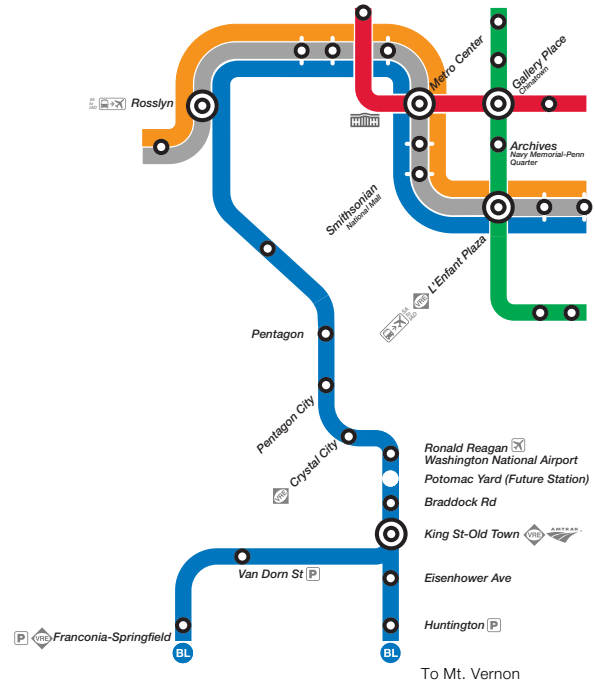 Metro Center
Gallery Place
Chinatown
Rosslyn
Archives
Navy Memorial-Penn
Quarter
Smithsonian
National Mall
L'Enfant Plaza
VRE
Pentagon
Pentagon City
Crystal City
VRE
Ronald Reagan
Washington National Airport
Potomac Yard (Future Station)
Braddock Rd
King St-Old Town VRE AMTRAK
Van Dorn St P
Eisenhower Ave
P VRE Franconia-Springfield
Huntington P
BL
BL
To Mt. Vernon